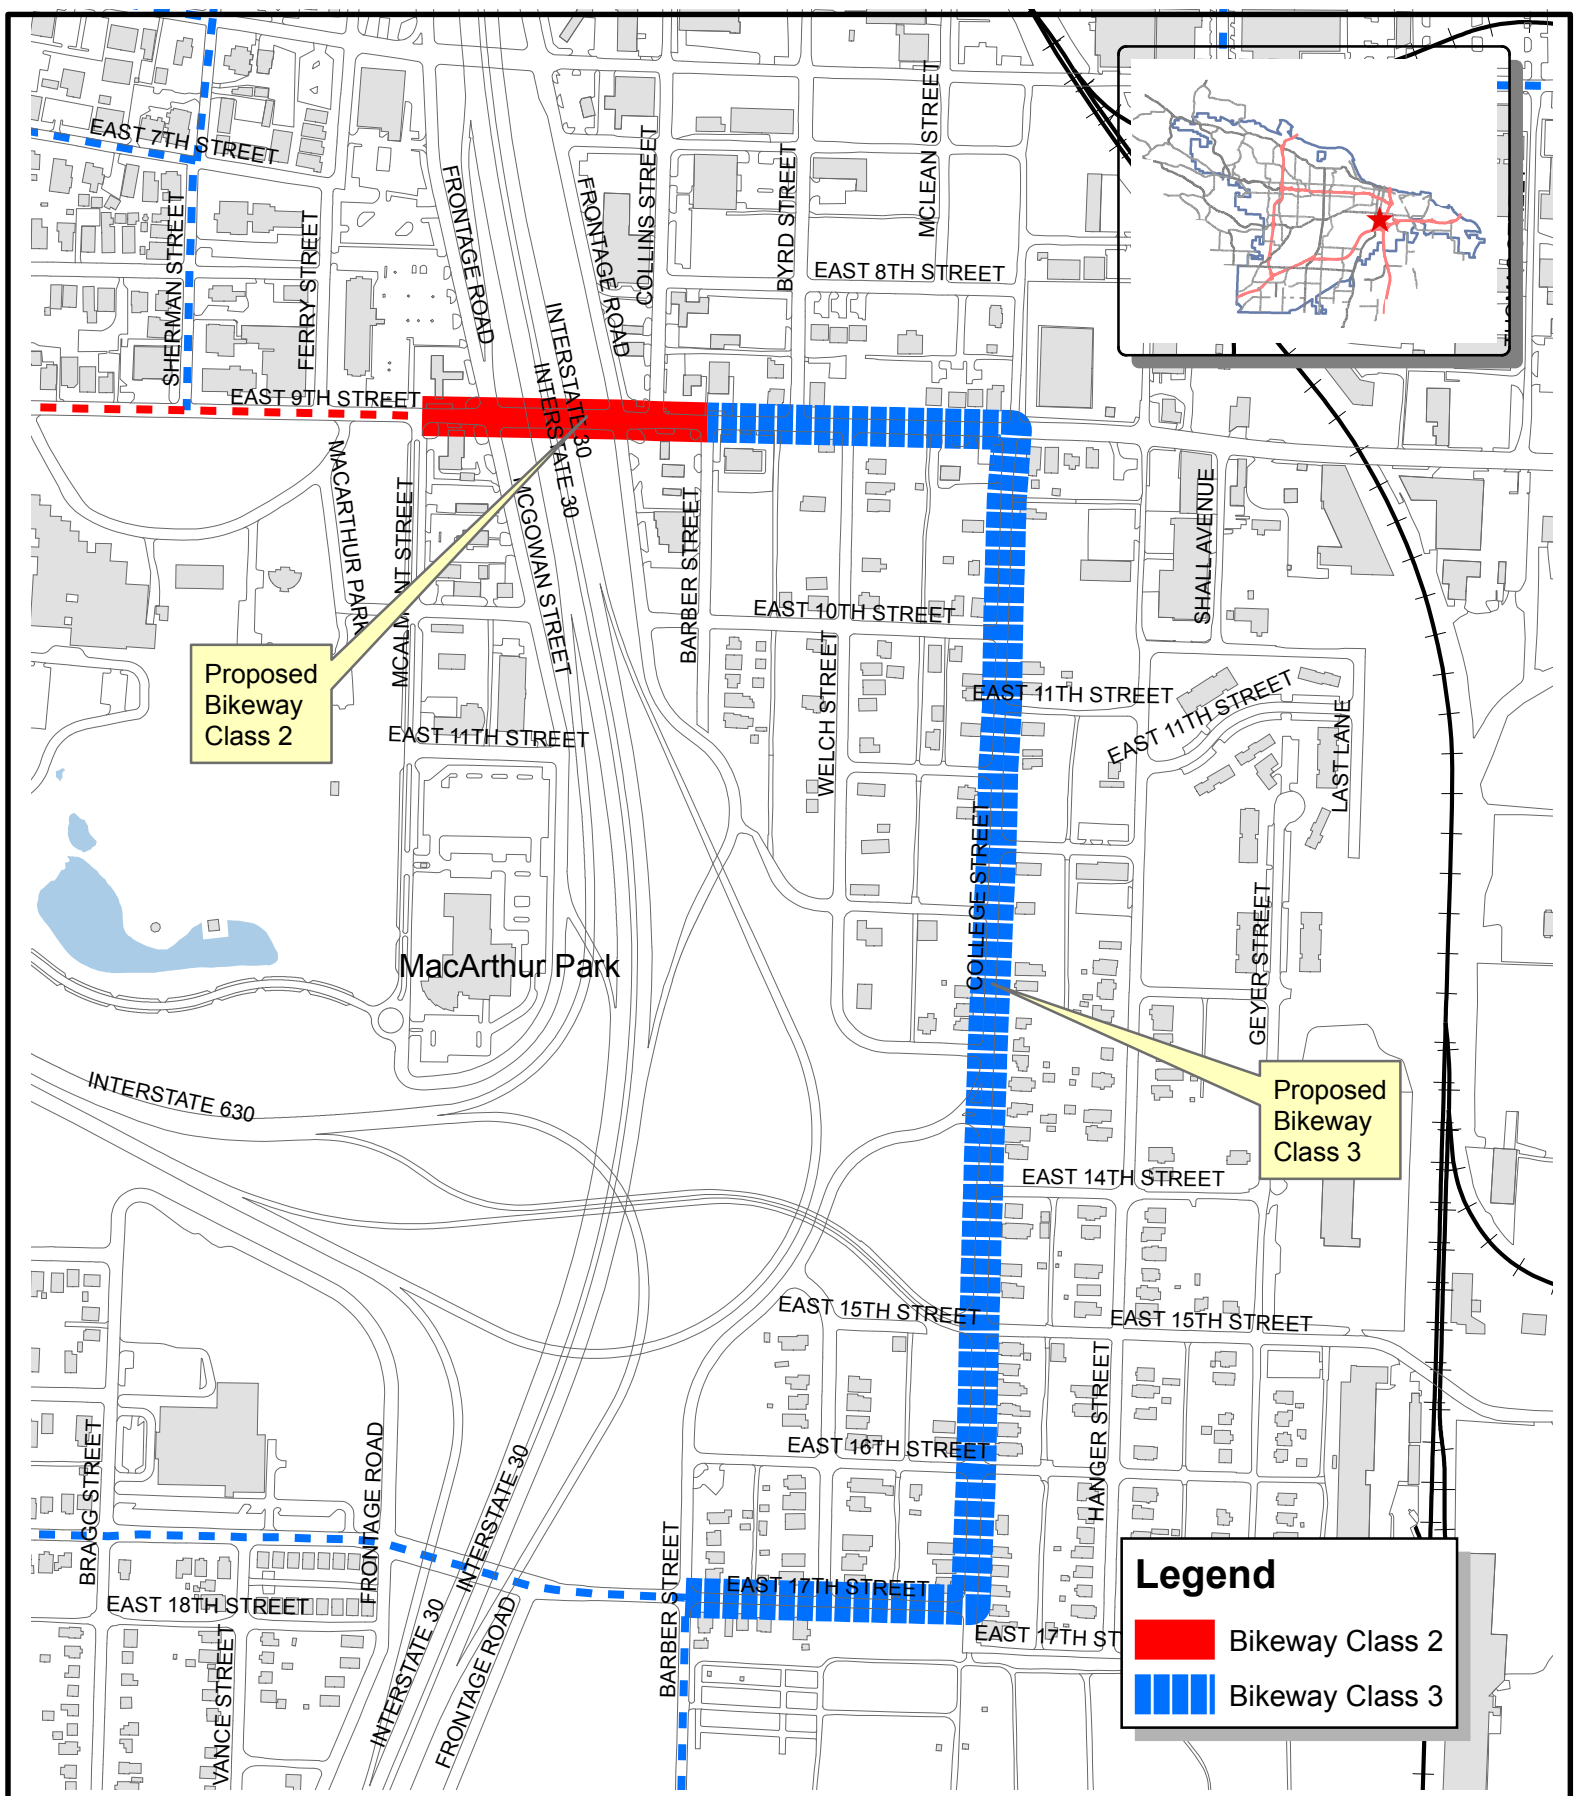 EAST 7TH STREET
SHERMAN STREET
FERRY STREET
FRONTAGE ROAD
FRONTAGE ROAD
COLLINS STREET
BYRD STREET
MCLEAN STREET
EAST 8TH STREET
INTERSTATE 30
INTERSTATE 30
EAST 9TH STREET
MACARTHUR PARK
MCGOWAN STREET
BARBER STREET
SHALL AVENUE
EAST 10TH STREET
WELCH STREET
Proposed
Bikeway
Class 2
EAST 11TH STREET
EAST 11TH STREET
EAST 11TH STREET
LAST LANE
COLLEGE STREET
GEYER STREET
MacArthur Park
INTERSTATE 630
Proposed
Bikeway
Class 3
EAST 14TH STREET
EAST 15TH STREET
EAST 15TH STREET
HANGER STREET
EAST 16TH STREET
BRAGG STREET
FRONTAGE ROAD
INTERSTATE 30
BARBER STREET
EAST 17TH STREET
EAST 18TH STREET
EAST 17TH ST
VANCE STREET
INTERSTATE 30
FRONTAGE ROAD
Legend
Bikeway Class 2
Bikeway Class 3